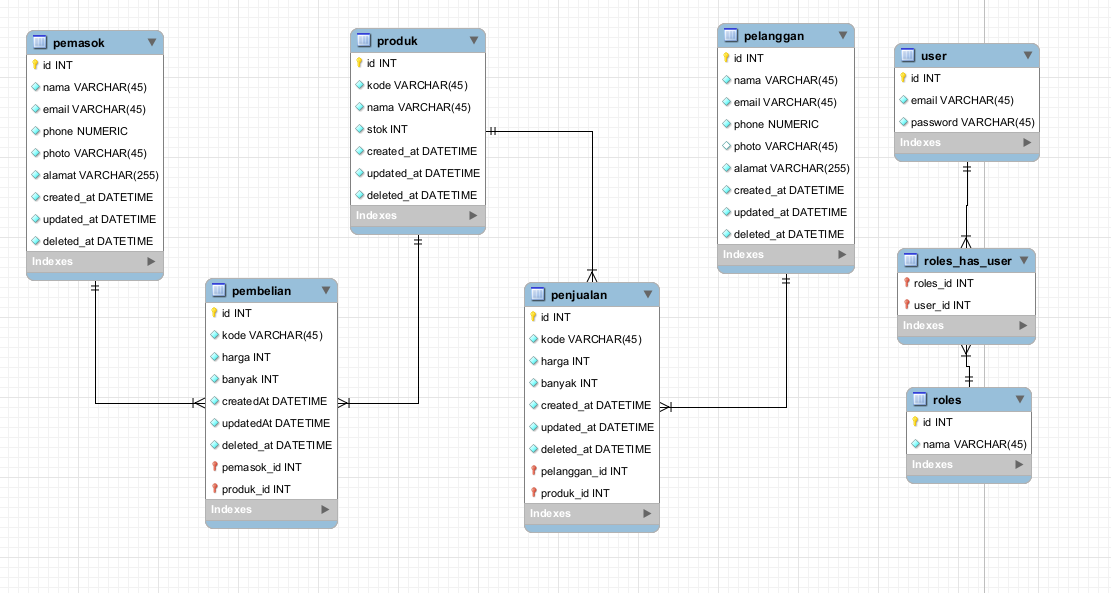 pemasok
id INT
nama VARCHAR(45)
email VARCHAR(45)
phone NUMERIC
photo VARCHAR(45)
alamat VARCHAR(255)
created_at DATETIME
updated_at DATETIME
deleted_at DATETIME
Indexes
produk
id INT
kode VARCHAR(45)
nama VARCHAR(45)
stok INT
created_at DATETIME
updated_at DATETIME
deleted_at DATETIME
Indexes
pelanggan
id INT
nama VARCHAR(45)
email VARCHAR(45)
phone NUMERIC
photo VARCHAR(45)
alamat VARCHAR(255)
created_at DATETIME
updated_at DATETIME
deleted_at DATETIME
Indexes
user
id INT
email VARCHAR(45)
password VARCHAR(45)
Indexes
pembelian
id INT
kode VARCHAR(45)
harga INT
banyak INT
createdAt DATETIME
updatedAt DATETIME
deleted_at DATETIME
pemasok_id INT
produk_id INT
Indexes
penjualan
id INT
kode VARCHAR(45)
harga INT
banyak INT
created_at DATETIME
updated_at DATETIME
deleted_at DATETIME
pelanggan_id INT
produk_id INT
Indexes
roles_has_user
roles_id INT
user_id INT
Indexes
roles
id INT
nama VARCHAR(45)
Indexes